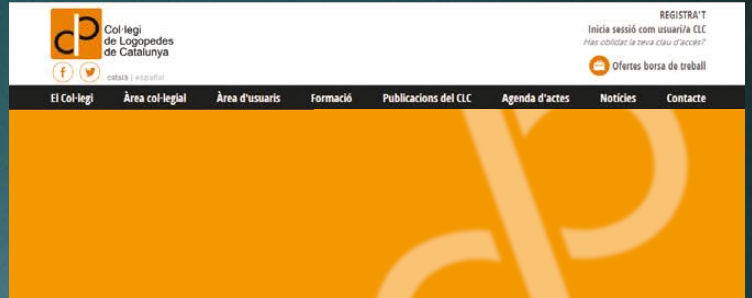 Col·legi
de Logopedes
de Catalunya
català | español
REGISTRA'T
Inicia sessió com usuari/a CLC
Has oblidat la teva clau d'accés?
Ofertes borsa de treball
El Col·legi Àrea col·legial Àrea d'usuaris Formació Publicacions del CLC Agenda d'actes Notícies Contacte